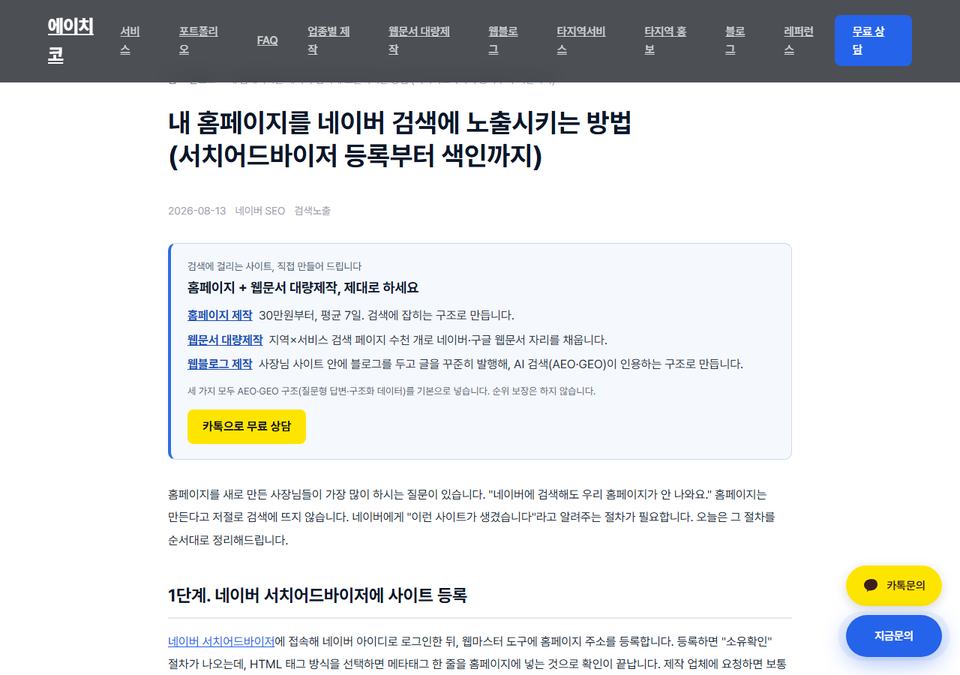 에이치코
서비스
포트폴리오
FAQ
업종별 제작
웹문서 대량제작
웹블로그
타지역서비스
타지역 홍보
블로그
레퍼런스
무료 상담
내 홈페이지를 네이버 검색에 노출시키는 방법
(서치어드바이저 등록부터 색인까지)
2026-08-13 네이버 SEO 검색노출
검색에 걸리는 사이트, 직접 만들어 드립니다
홈페이지 + 웹문서 대량제작, 제대로 하세요
홈페이지 제작 30만원부터, 평균 7일. 검색에 잡히는 구조로 만듭니다.
웹문서 대량제작 지역×서비스 검색 페이지 수천 개로 네이버·구글 웹문서 자리를 채웁니다.
웹블로그 제작 사장님 사이트 안에 블로그를 두고 글을 꾸준히 발행해, AI 검색(AEO·GEO)이 인용하는 구조로 만듭니다.
세 가지 모두 AEO·GEO 구조(질문형 답변·구조화 데이터)를 기본으로 넣습니다. 순위 보장은 하지 않습니다.
카톡으로 무료 상담
홈페이지를 새로 만든 사장님들이 가장 많이 하시는 질문이 있습니다. "네이버에 검색해도 우리 홈페이지가 안 나와요." 홈페이지는
만든다고 저절로 검색에 뜨지 않습니다. 네이버에게 "이런 사이트가 생겼습니다"라고 알려주는 절차가 필요합니다. 오늘은 그 절차를
순서대로 정리해드립니다.
1단계. 네이버 서치어드바이저에 사이트 등록
네이버 서치어드바이저에 접속해 네이버 아이디로 로그인한 뒤, 웹마스터 도구에 홈페이지 주소를 등록합니다. 등록하면 "소유확인"
절차가 나오는데, HTML 태그 방식을 선택하면 메타태그 한 줄을 홈페이지에 넣는 것으로 확인이 끝납니다. 제작 업체에 요청하면 보통
카톡문의
지금문의